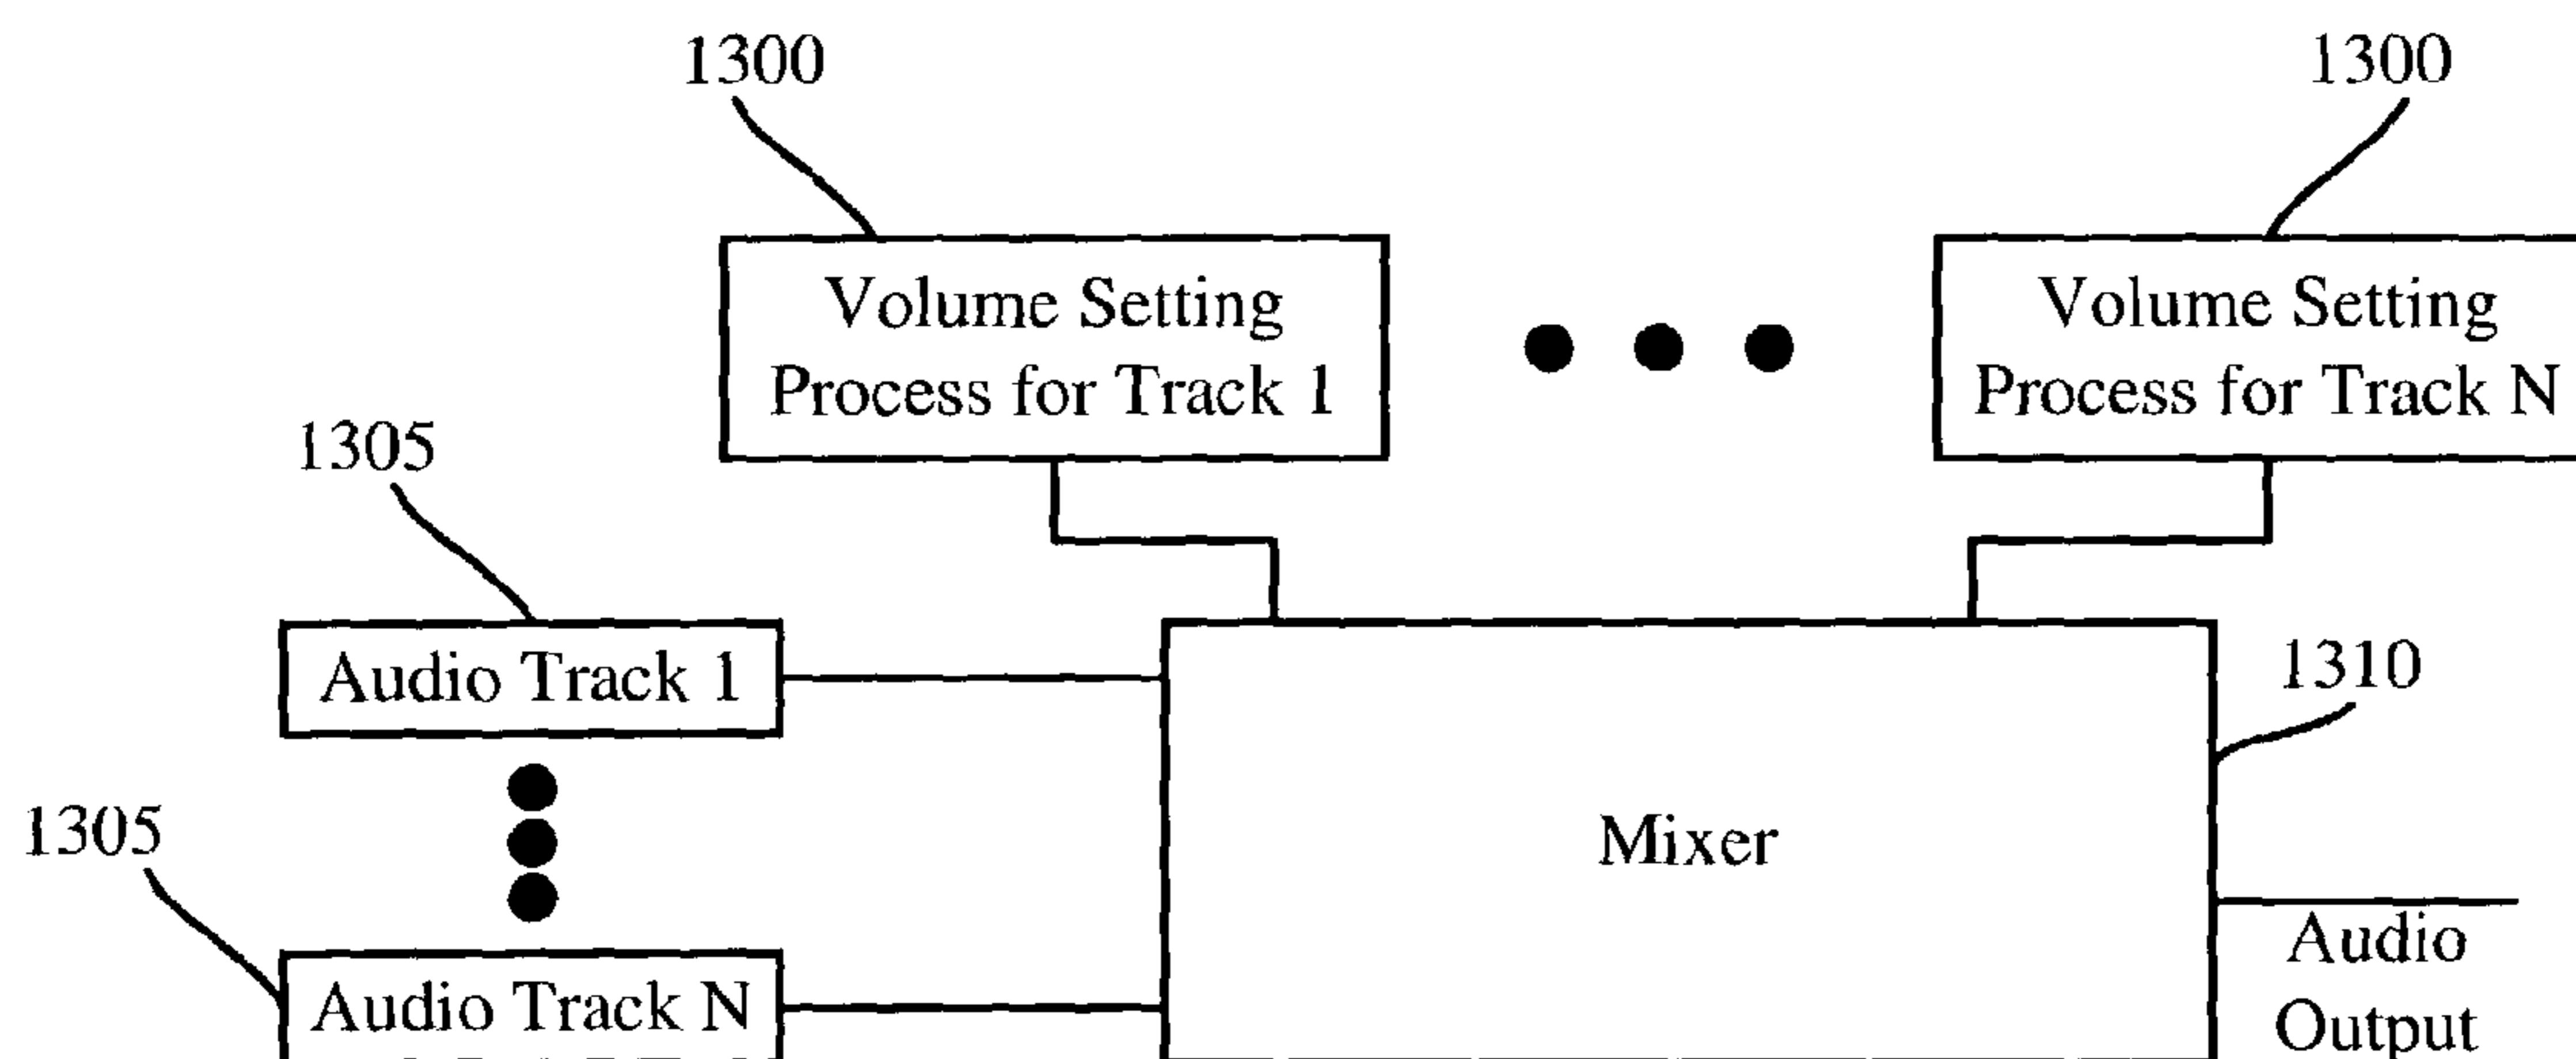 1300
1300
Volume Setting
Process for Track 1
Volume Setting
Process for Track N
1305
Audio Track 1
1310
1305
Mixer
Audio Track N
Audio
Output